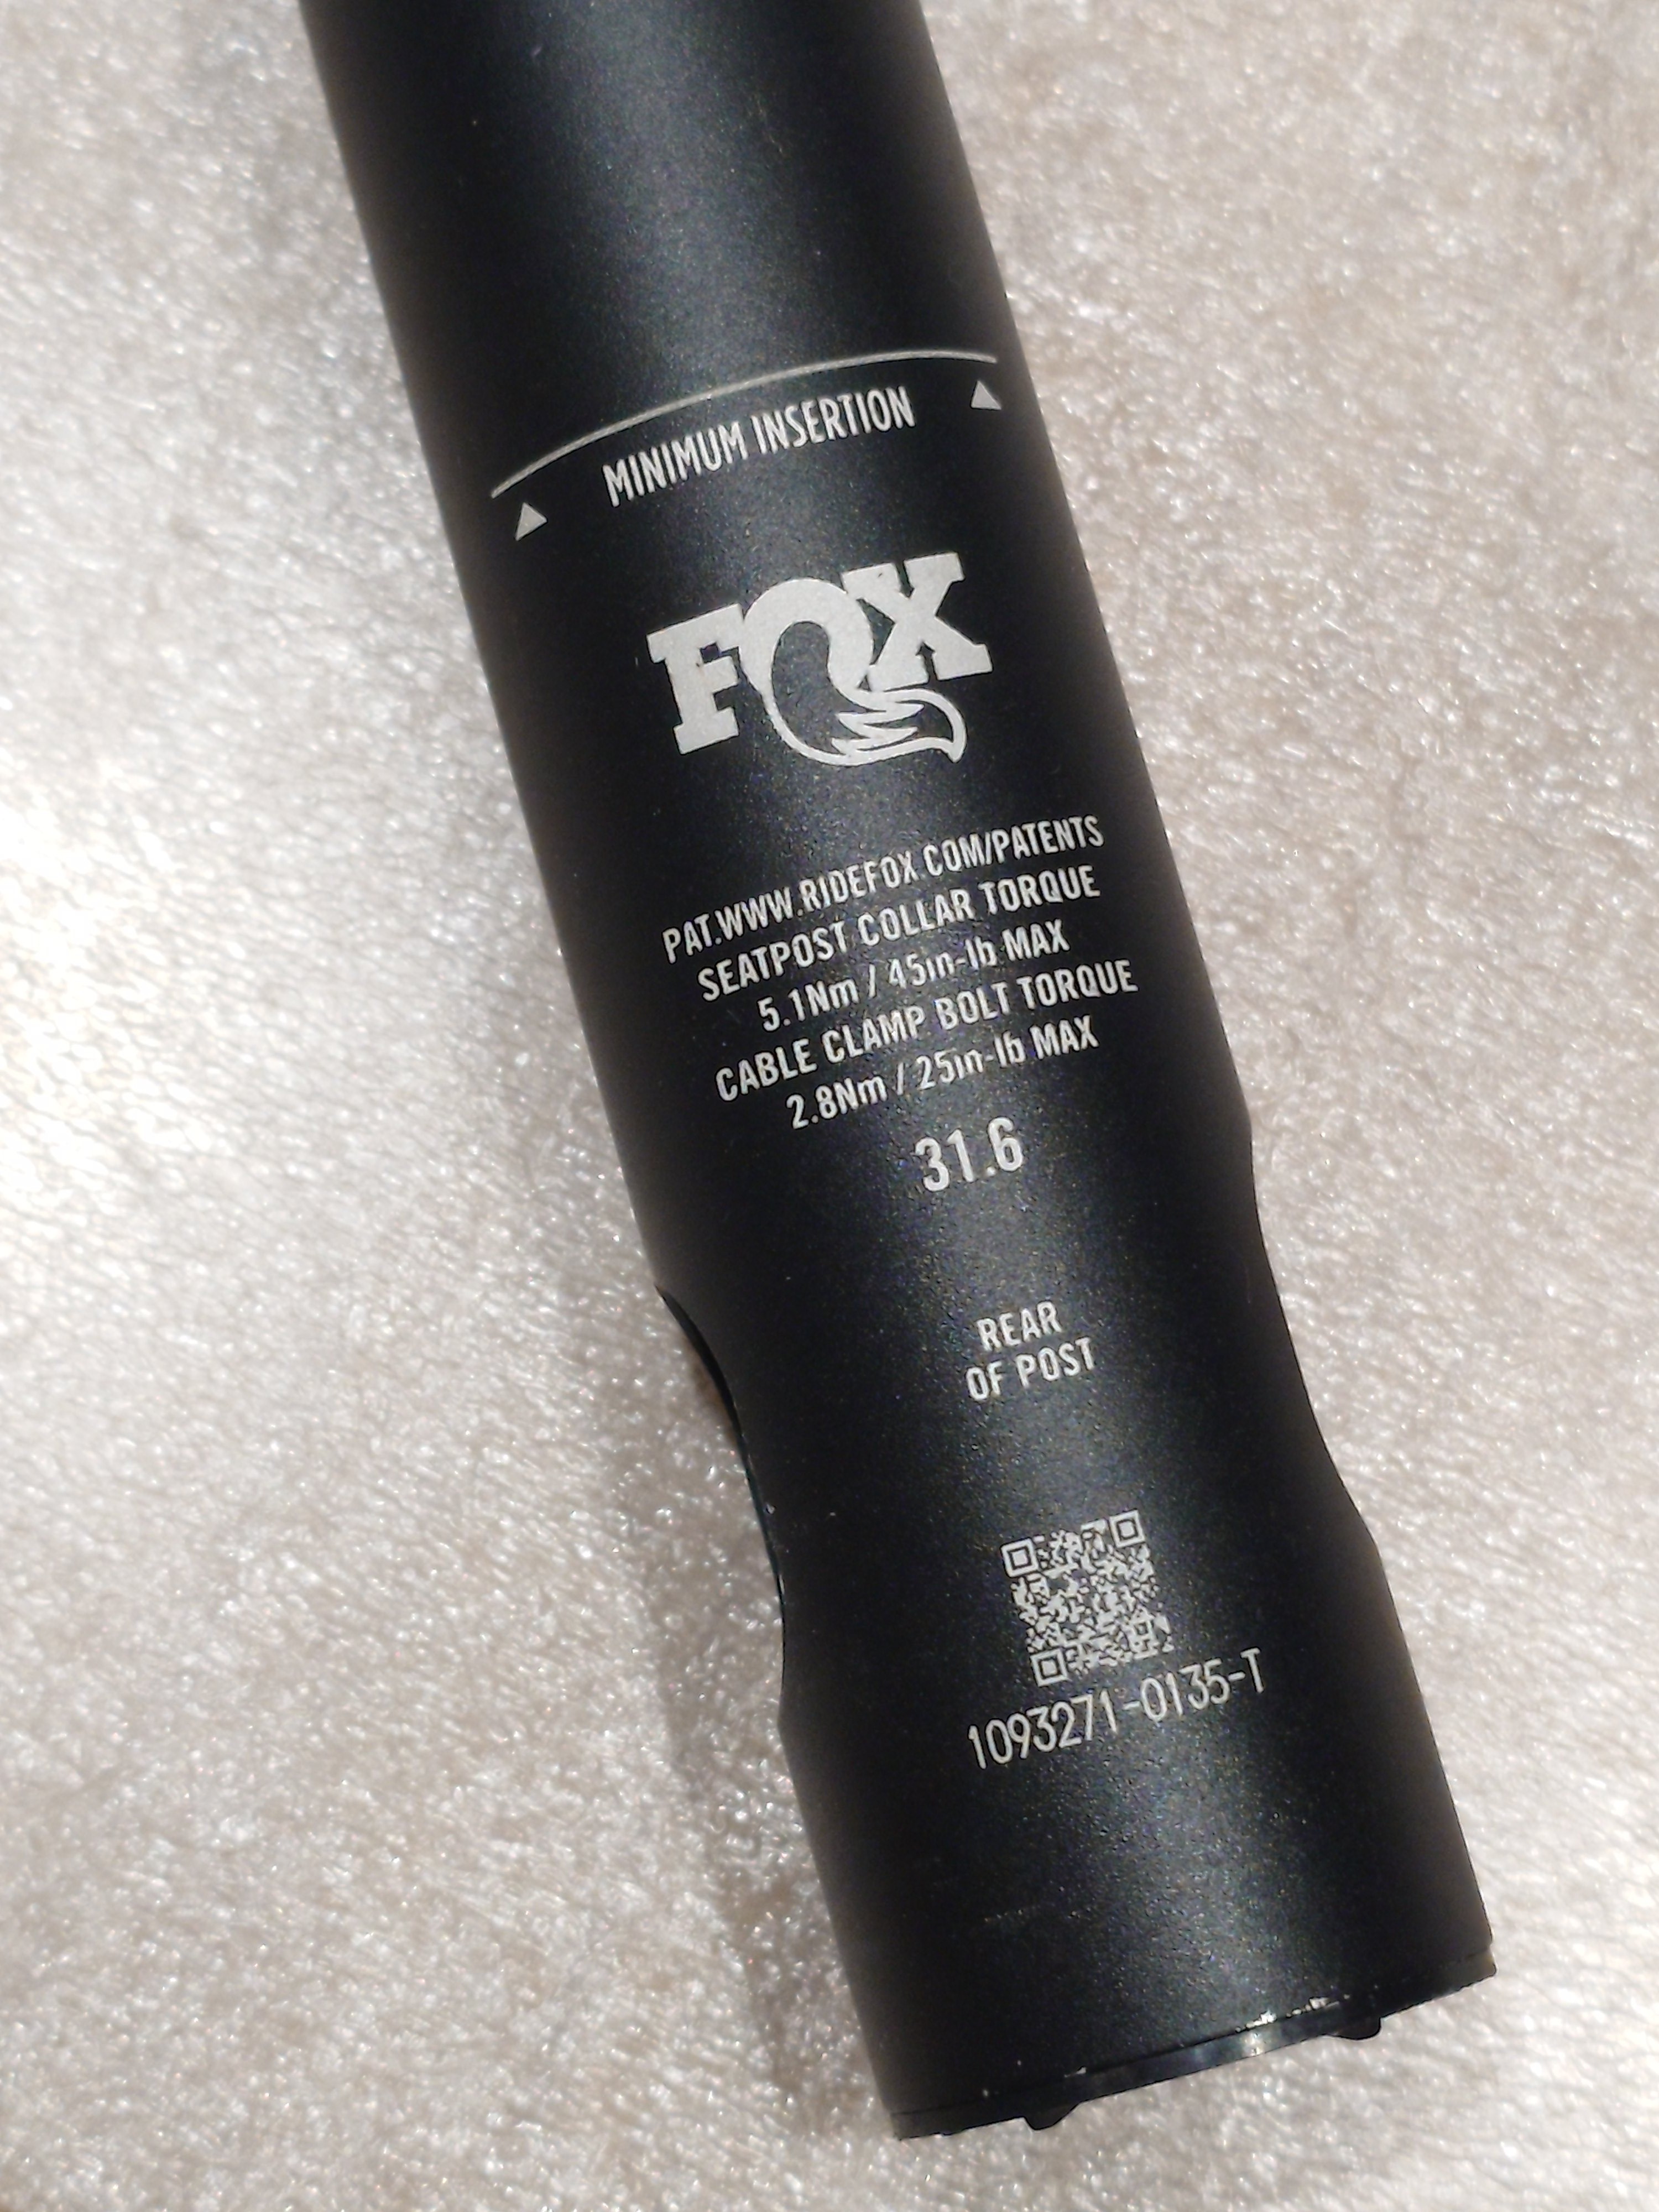 MINIMUM INSERTION
FOX
PAT.WWW.RIDEFOX.COM/PATENTS
SEATPOST COLLAR TORQUE
5.1Nm / 45in-lb MAX
CABLE CLAMP BOLT TORQUE
2.8Nm / 25in-lb MAX
31.6
REAR
OF POST
1093271-0135-T